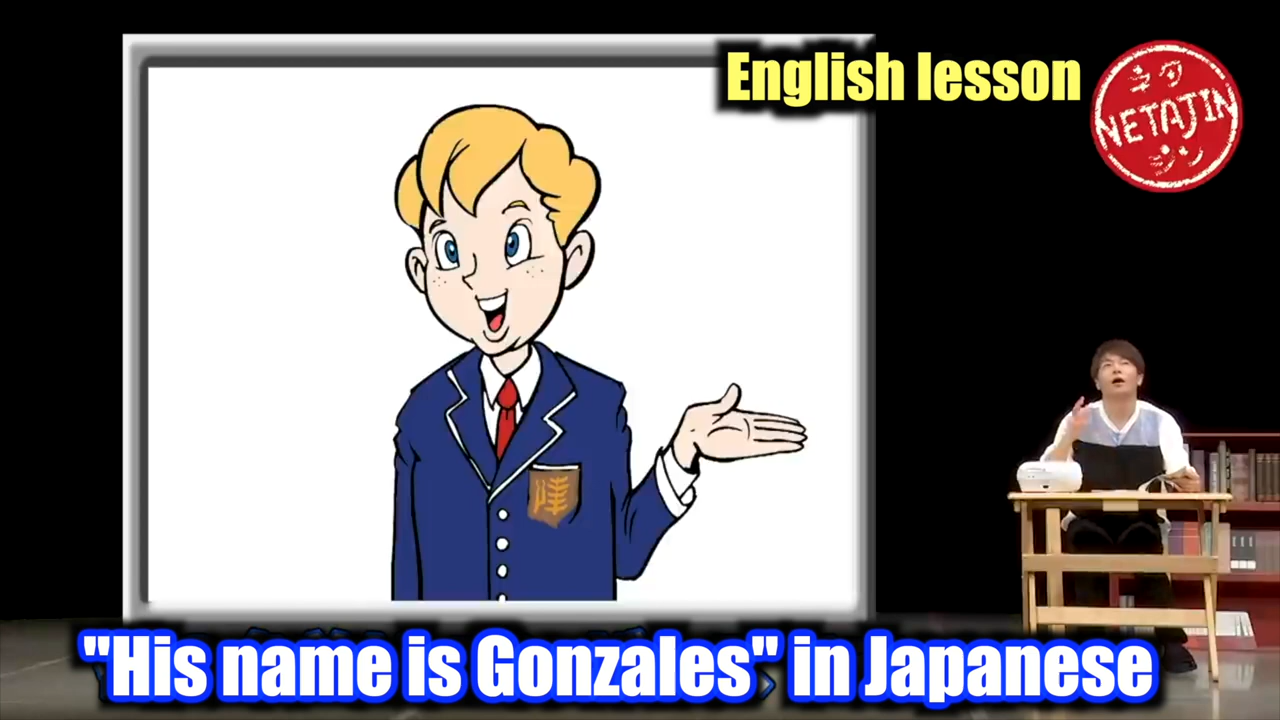 English lesson
ネタ
NETAJIN
ジン
"His name is Gonzales" in Japanese